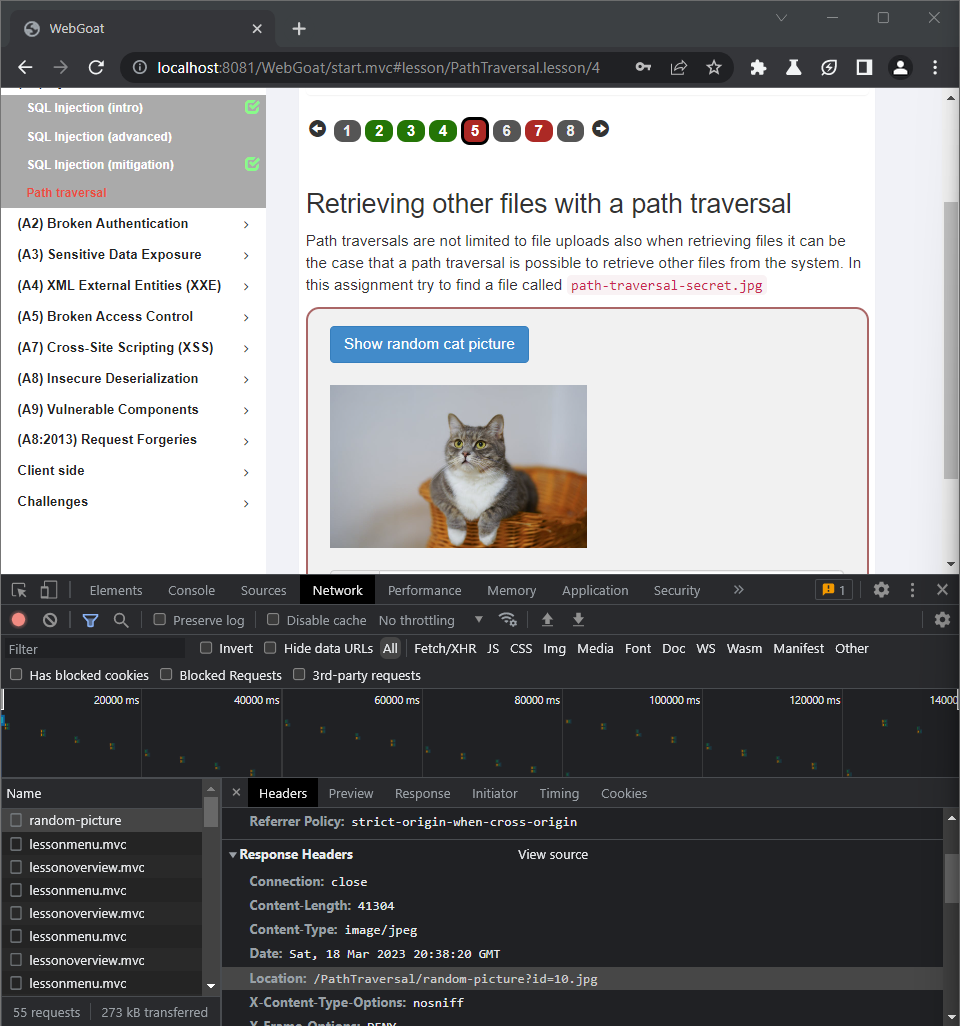 WebGoat
localhost:8081/WebGoat/start.mvc#lesson/PathTraversal.lesson/4
SQL Injection (intro)
SQL Injection (advanced)
SQL Injection (mitigation)
Path traversal
(A2) Broken Authentication
(A3) Sensitive Data Exposure
(A4) XML External Entities (XXE)
(A5) Broken Access Control
(A7) Cross-Site Scripting (XSS)
(A8) Insecure Deserialization
(A9) Vulnerable Components
(A8:2013) Request Forgeries
Client side
Challenges
1 2 3 4 5 6 7 8
Retrieving other files with a path traversal
Path traversals are not limited to file uploads also when retrieving files it can be
the case that a path traversal is possible to retrieve other files from the system. In
this assignment try to find a file called path-traversal-secret.jpg
Show random cat picture
Elements Console Sources Network Performance Memory Application Security 1
Preserve log Disable cache No throttling
Filter Invert Hide data URLs All Fetch/XHR JS CSS Img Media Font Doc WS Wasm Manifest Other
Has blocked cookies Blocked Requests 3rd-party requests
20000 ms 40000 ms 60000 ms 80000 ms 100000 ms 120000 ms 14000
Name
random-picture
lessonmenu.mvc
lessonoverview.mvc
lessonmenu.mvc
lessonoverview.mvc
lessonmenu.mvc
lessonoverview.mvc
lessonmenu.mvc
55 requests 273 kB transferred
Headers Preview Response Initiator Timing Cookies
Referrer Policy: strict-origin-when-cross-origin
Response Headers View source
Connection: close
Content-Length: 41304
Content-Type: image/jpeg
Date: Sat, 18 Mar 2023 20:38:20 GMT
Location: /PathTraversal/random-picture?id=10.jpg
X-Content-Type-Options: nosniff
X-Frame-Options: DENY